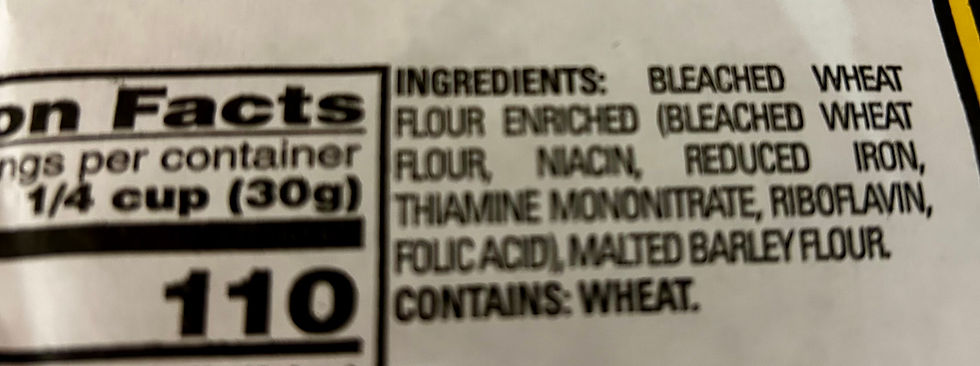 on Facts
ngs per container
1/4 cup (30g)
110
INGREDIENTS: BLEACHED WHEAT
FLOUR ENRICHED (BLEACHED WHEAT
FLOUR, NIACIN, REDUCED IRON,
THIAMINE MONONITRATE, RIBOFLAVIN,
FOLIC ACID), MALTED BARLEY FLOUR.
CONTAINS: WHEAT.